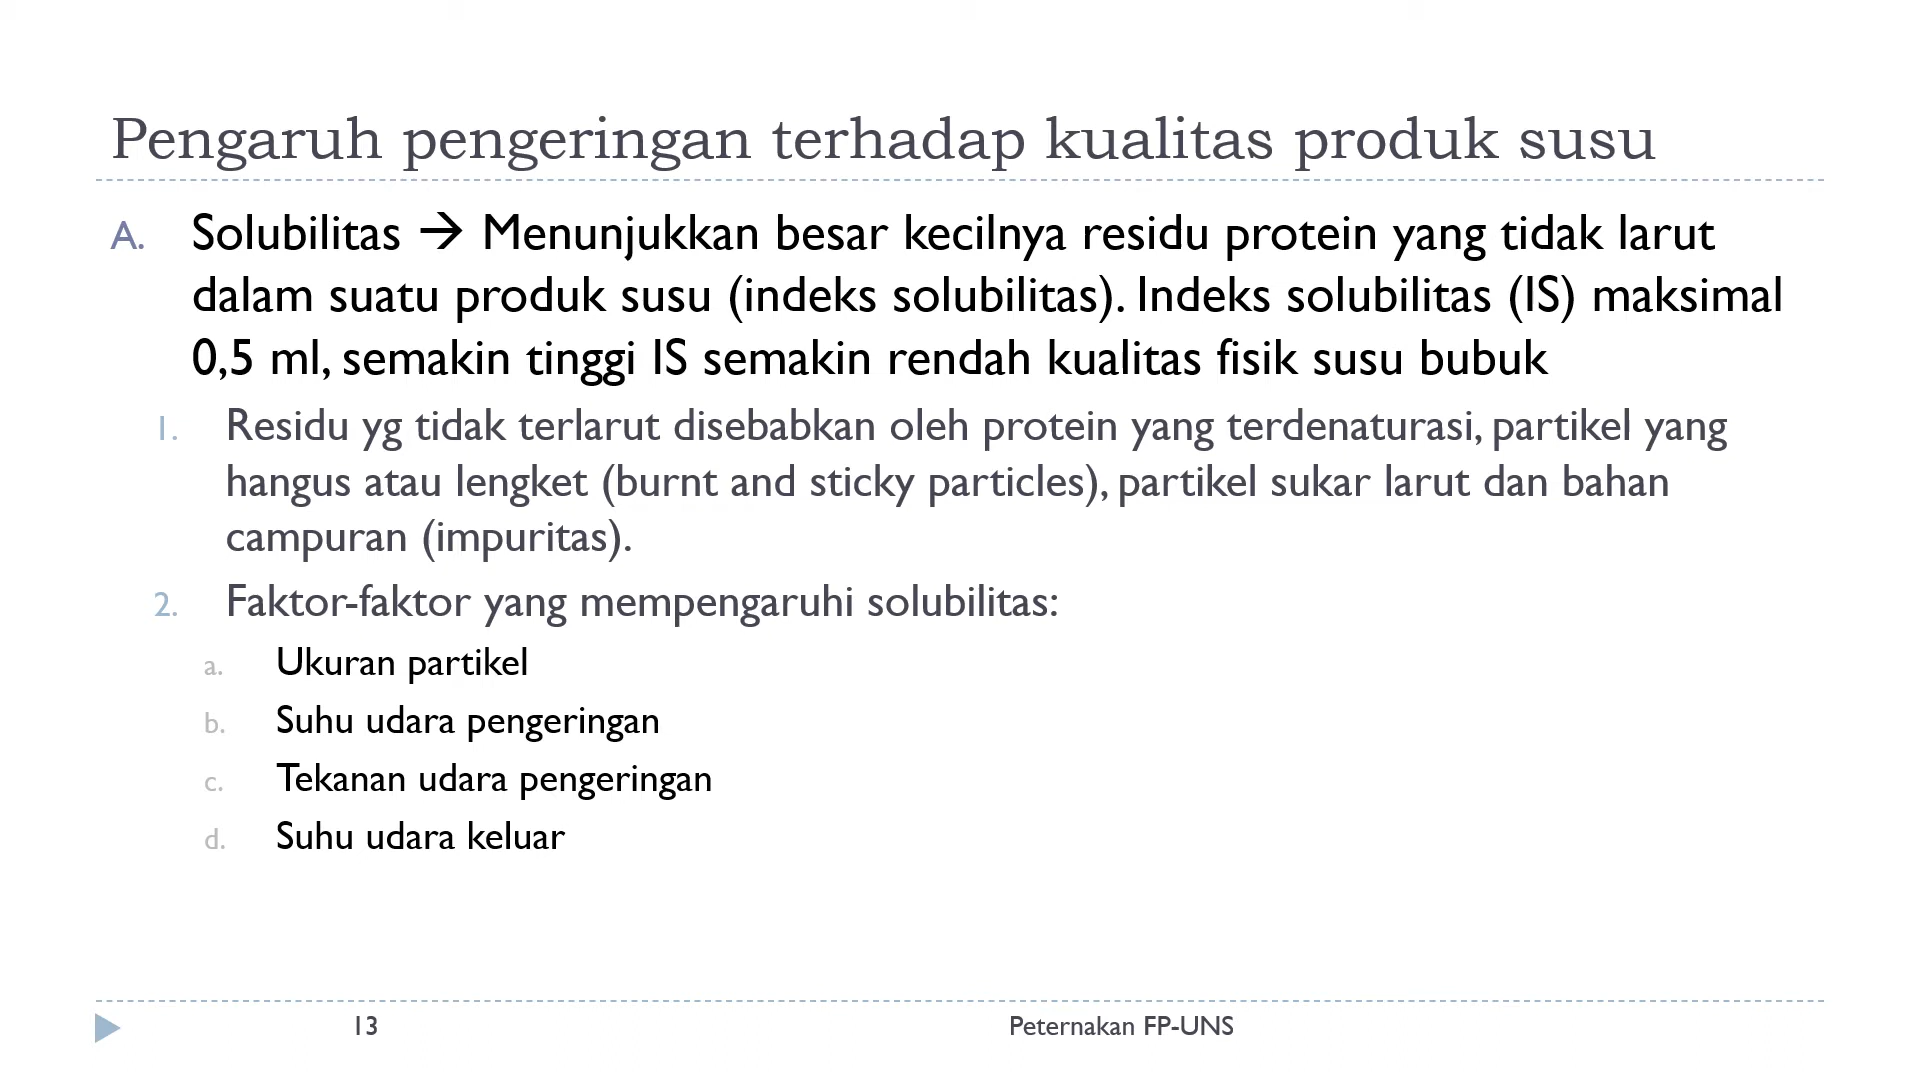 Pengaruh pengeringan terhadap kualitas produk susu
A. Solubilitas → Menunjukkan besar kecilnya residu protein yang tidak larut
dalam suatu produk susu (indeks solubilitas). Indeks solubilitas (IS) maksimal
0,5 ml, semakin tinggi IS semakin rendah kualitas fisik susu bubuk
1. Residu yg tidak terlarut disebabkan oleh protein yang terdenaturasi, partikel yang
hangus atau lengket (burnt and sticky particles), partikel sukar larut dan bahan
campuran (impuritas).
2. Faktor-faktor yang mempengaruhi solubilitas:
a. Ukuran partikel
b. Suhu udara pengeringan
c. Tekanan udara pengeringan
d. Suhu udara keluar
13 Peternakan FP-UNS